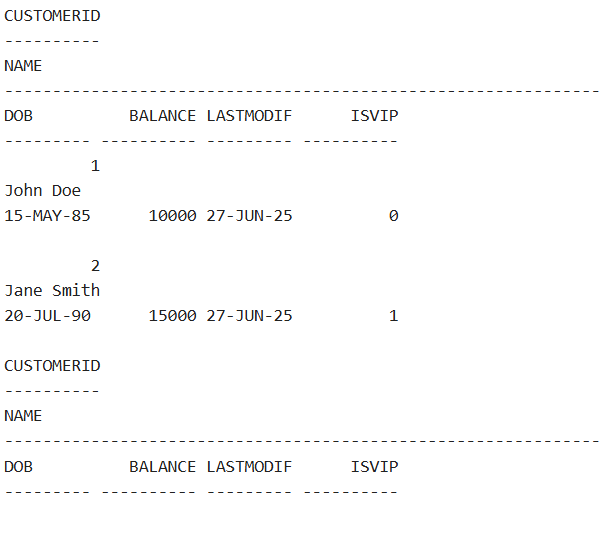 CUSTOMERID
----------
NAME
--------------------------------------------------------------
DOB          BALANCE LASTMODIF      ISVIP
--------- ---------- --------- ----------
         1
John Doe
15-MAY-85      10000 27-JUN-25          0

         2
Jane Smith
20-JUL-90      15000 27-JUN-25          1

CUSTOMERID
----------
NAME
--------------------------------------------------------------
DOB          BALANCE LASTMODIF      ISVIP
--------- ---------- --------- ----------